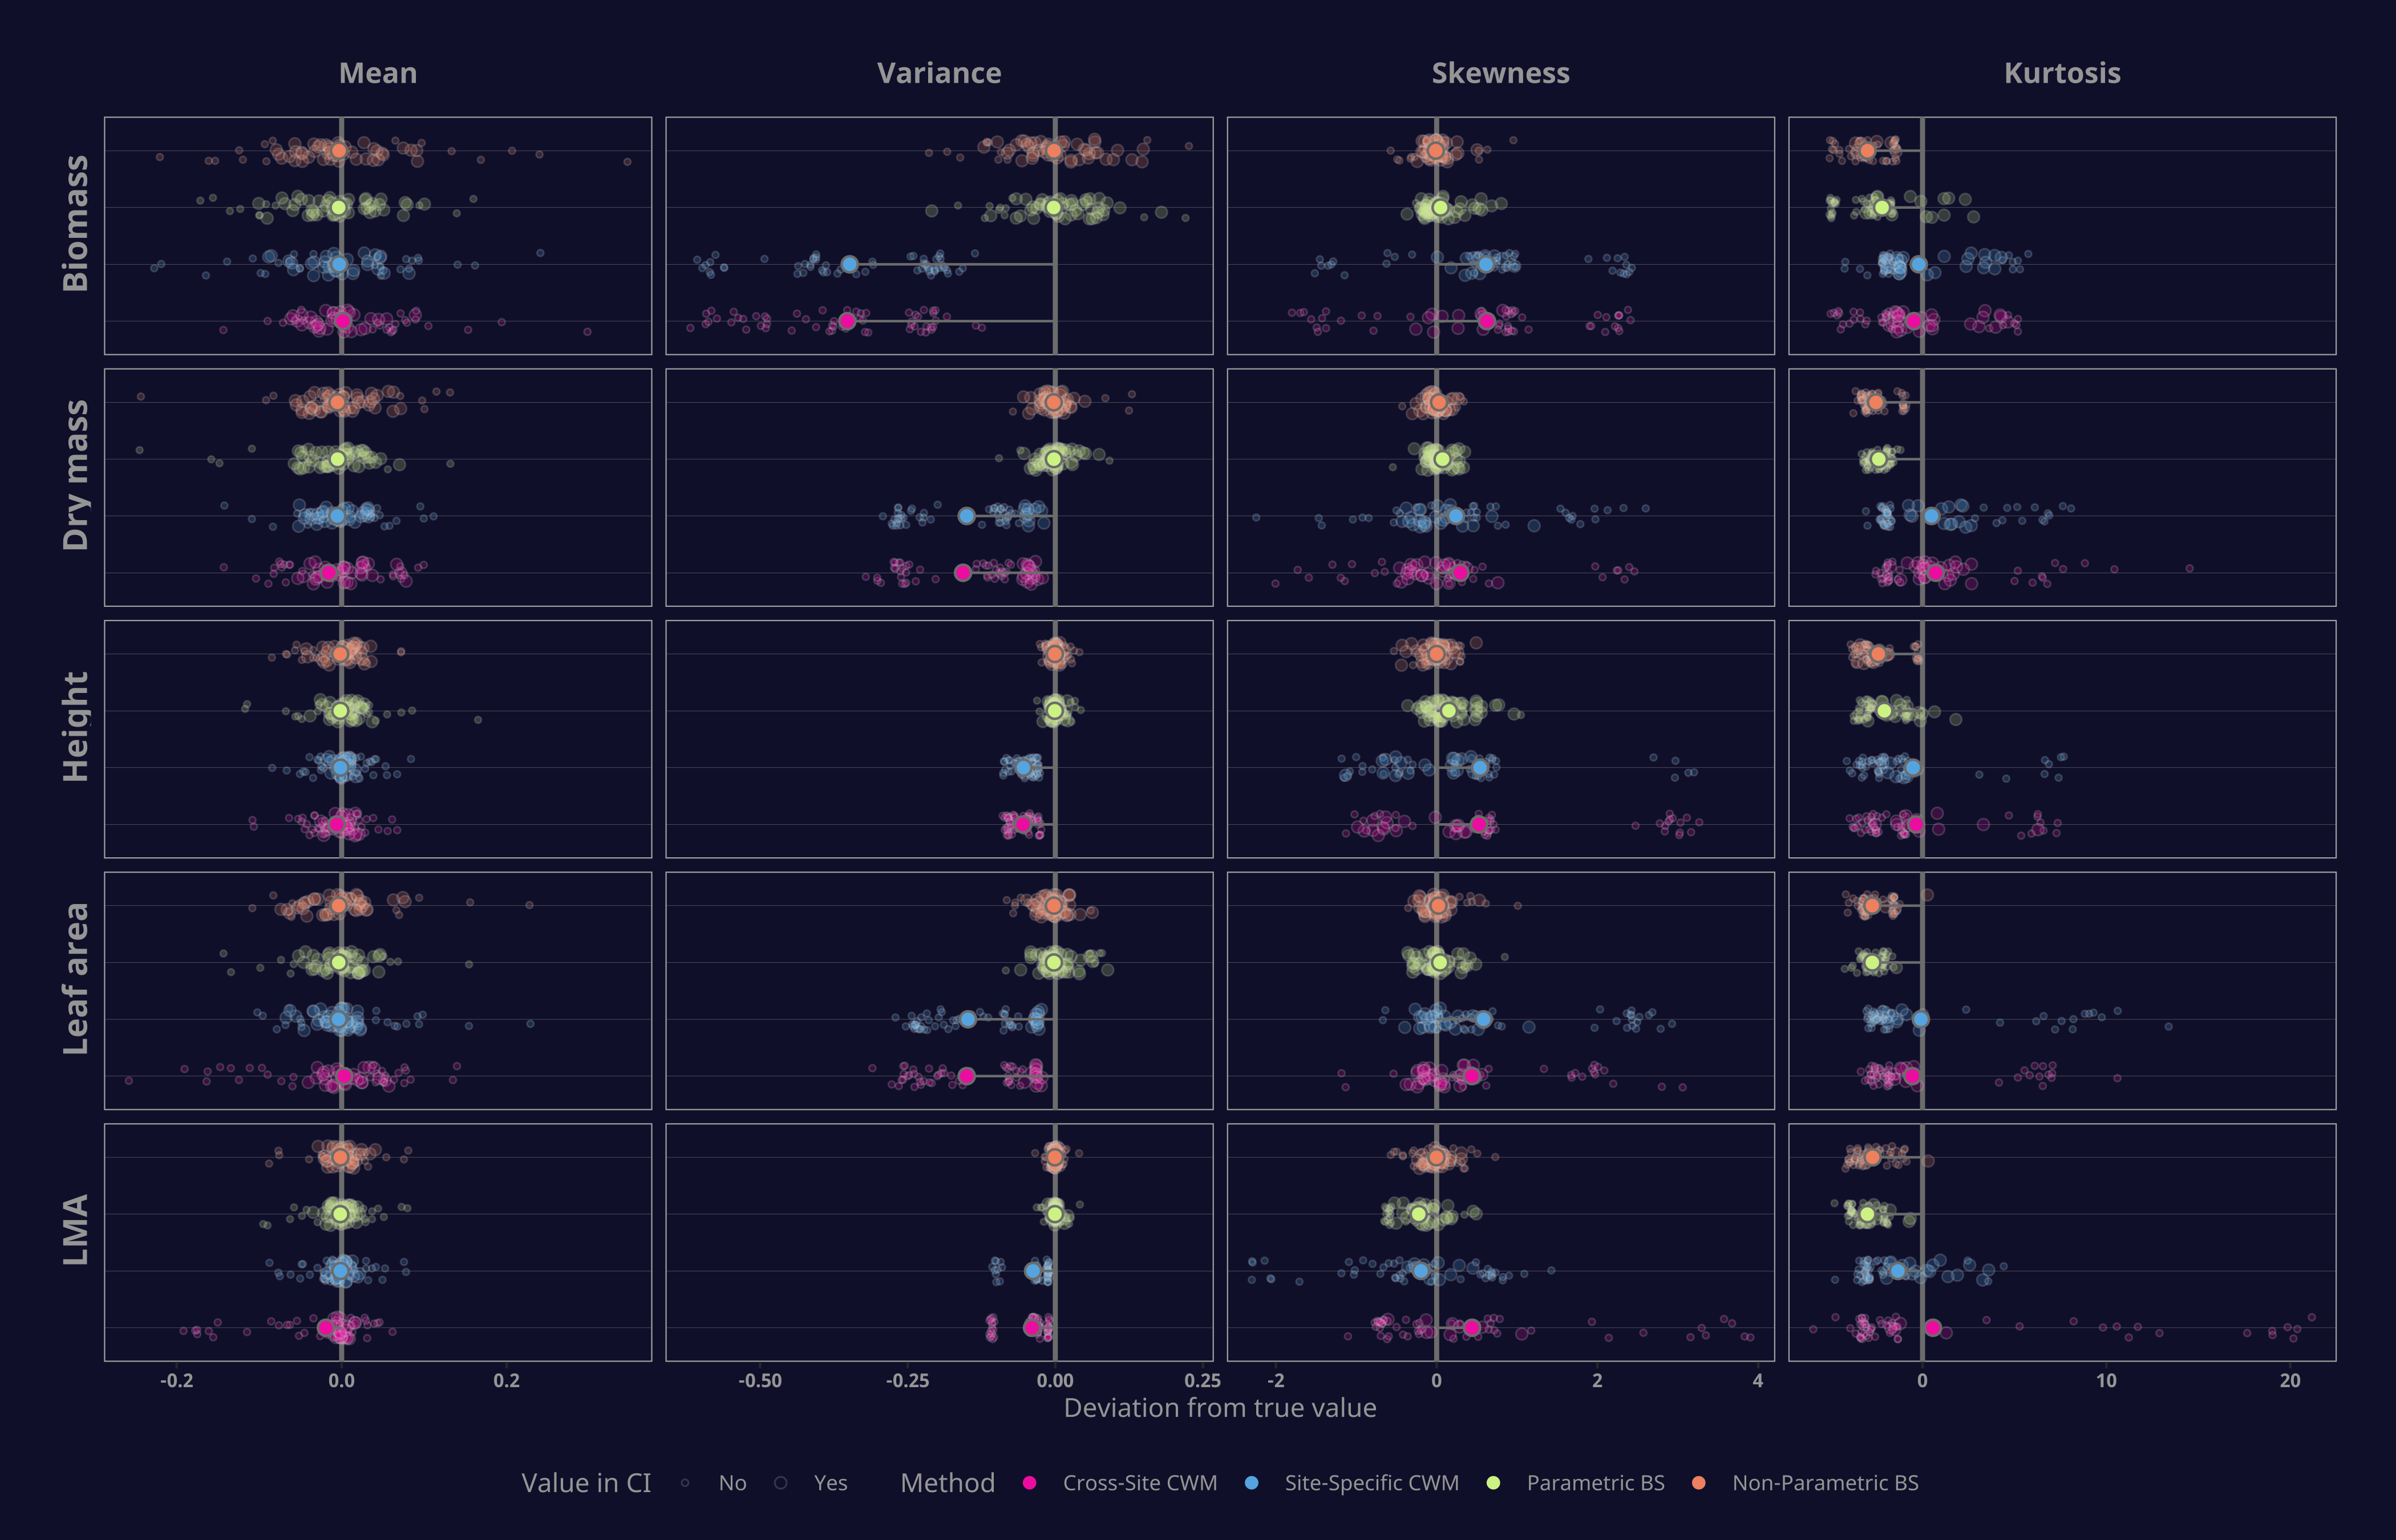 Mean Variance Skewness Kurtosis
Biomass
Dry mass
Height
Leaf area
LMA
-0.2 0.0 0.2 -0.50 -0.25 0.00 0.25 -2 0 2 4 0 10 20
Deviation from true value
Value in CI No Yes Method Cross-Site CWM Site-Specific CWM Parametric BS Non-Parametric BS